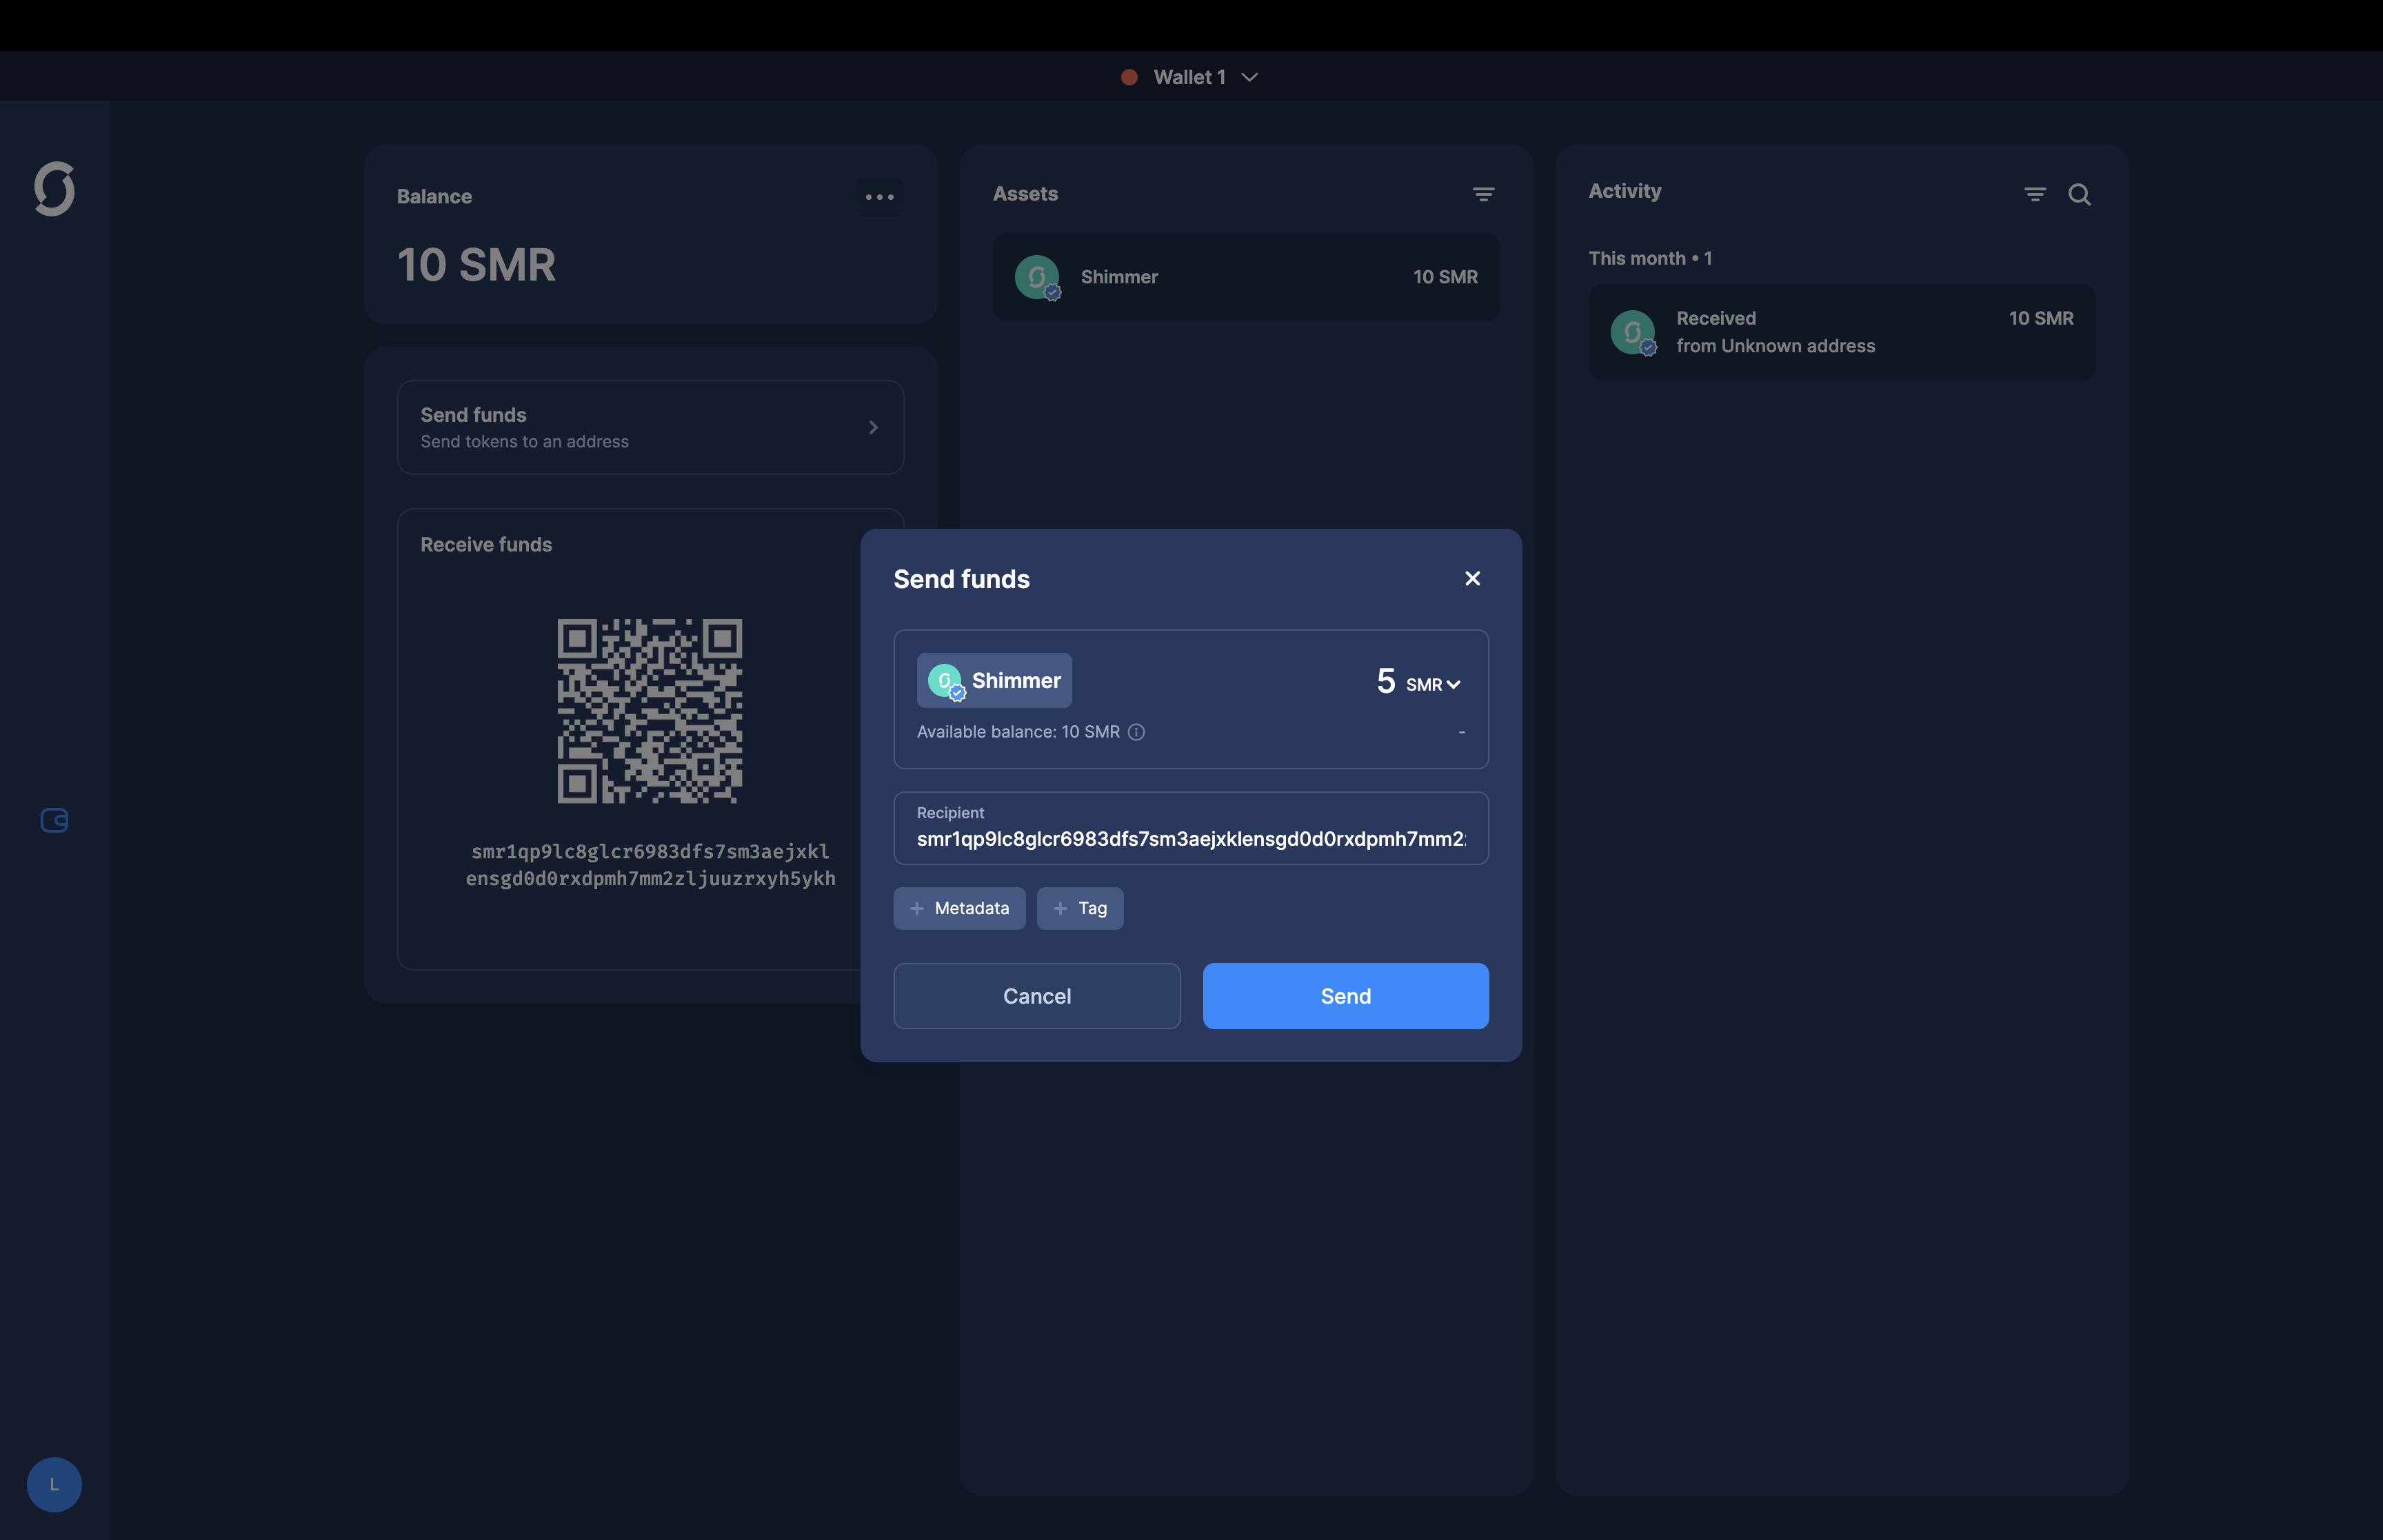 Wallet 1
Balance
10 SMR
Send funds
Send tokens to an address
Receive funds
smr1qp9lc8glcr6983dfs7sm3aejxkl
ensgd0d0rxdpmh7mm2zljuuzrxyh5ykh
Assets
Shimmer 10 SMR
Activity
This month • 1
Received 10 SMR
from Unknown address
Send funds
Shimmer 5 SMR
Available balance: 10 SMR -
Recipient
smr1qp9lc8glcr6983dfs7sm3aejxklensgd0d0rxdpmh7mm2
+ Metadata + Tag
Cancel Send
L